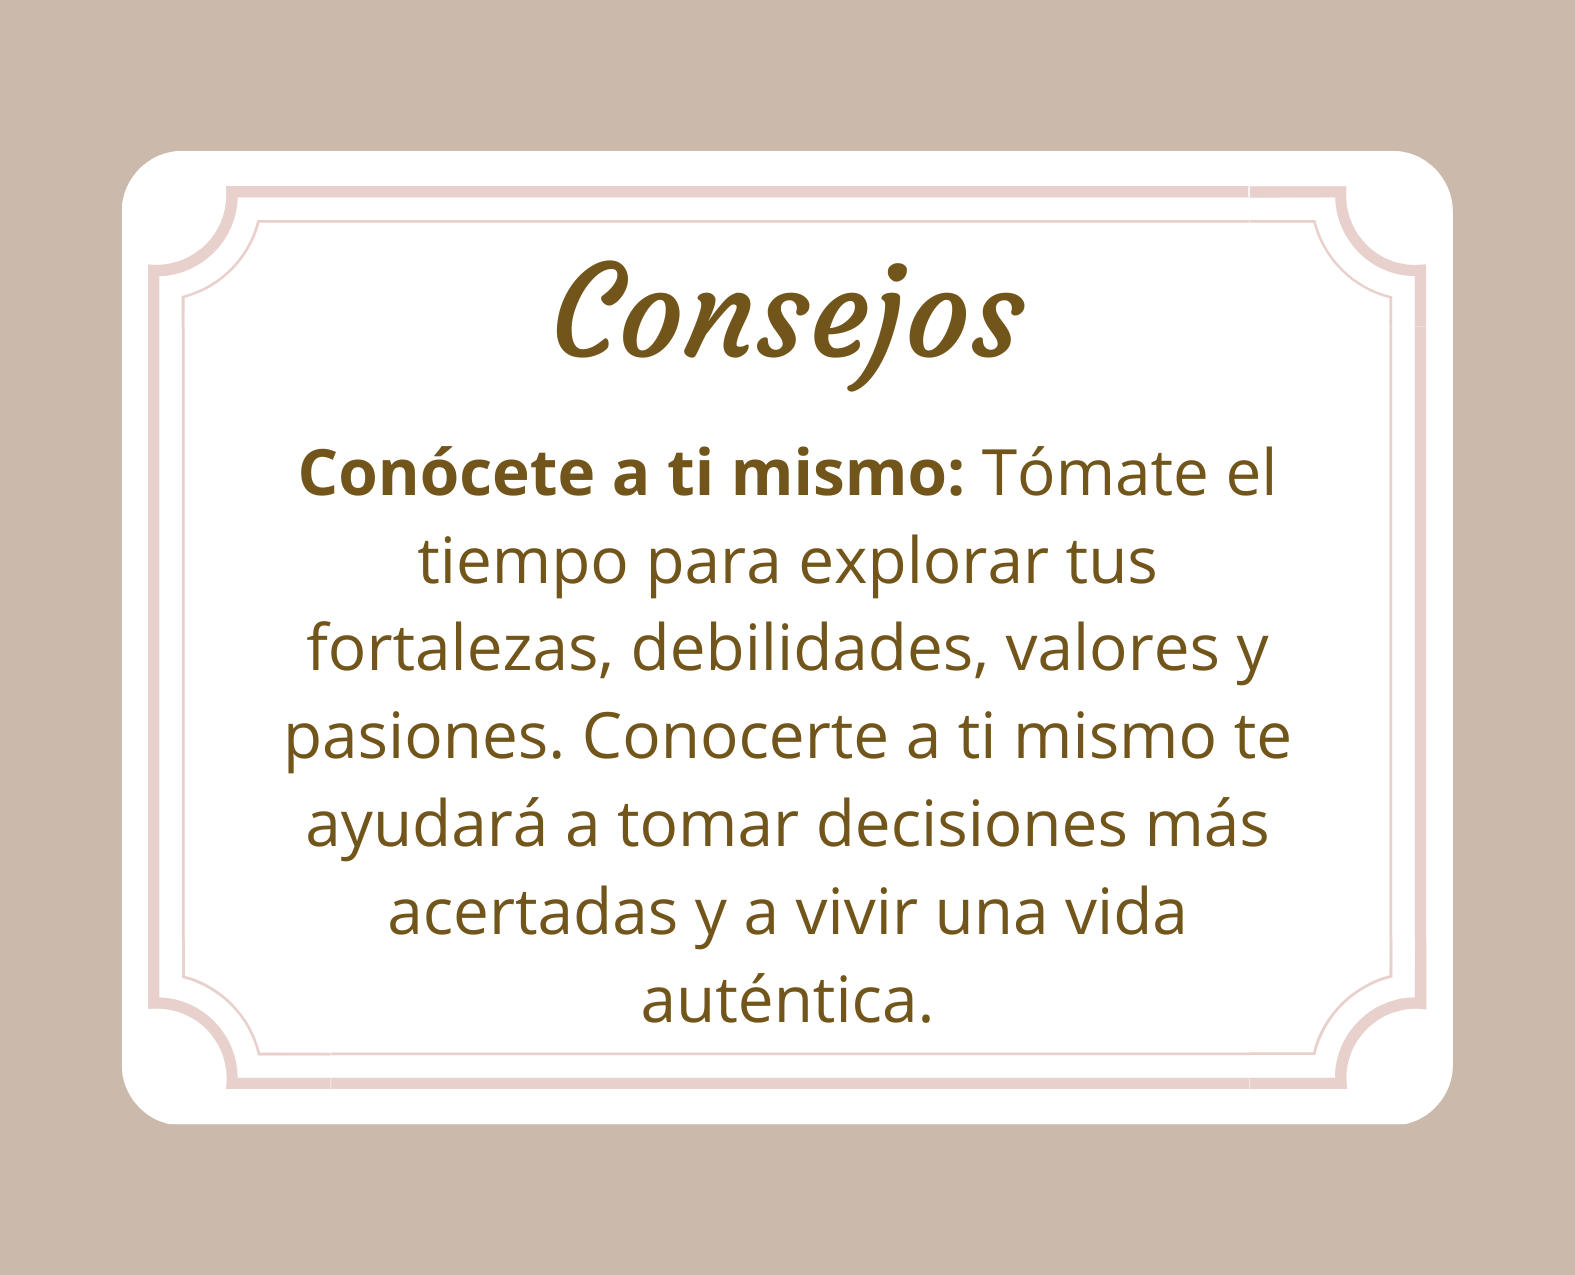 Consejos
Conócete a ti mismo: Tómate el
tiempo para explorar tus
fortalezas, debilidades, valores y
pasiones. Conocerte a ti mismo te
ayudará a tomar decisiones más
acertadas y a vivir una vida
auténtica.